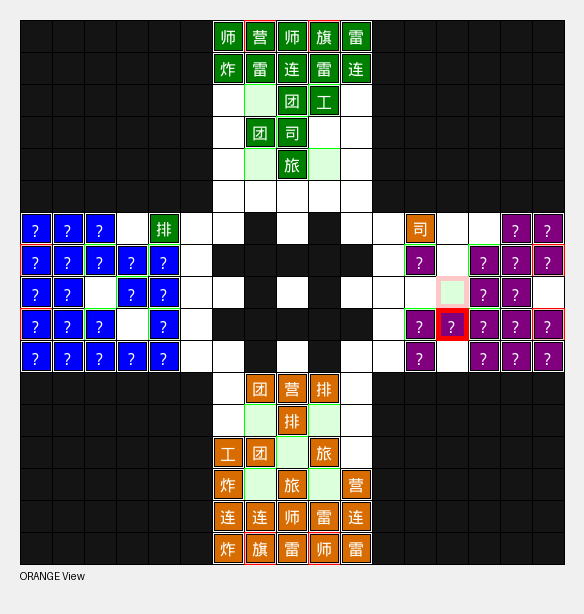 师 营 师 旗 雷
炸 雷 连 雷 连
团 工
团 司
旅
? ? ? 排 司 ? ?
? ? ? ? ? ? ? ? ?
? ? ? ? ? ?
? ? ? ? ? ? ? ? ?
? ? ? ? ? ? ? ? ?
团 营 排
排
工 团 旅
炸 旅 营
连 连 师 雷 连
炸 旗 雷 师 雷
ORANGE View